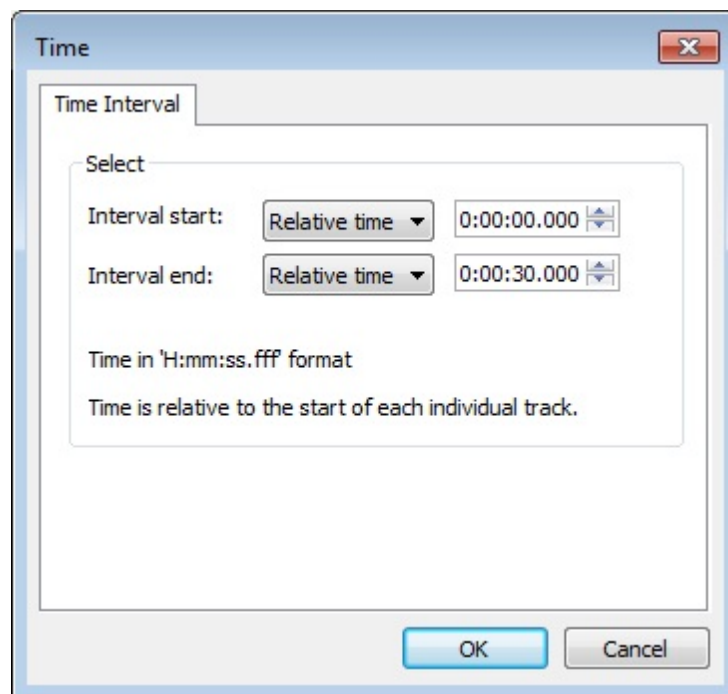 Time
Time Interval
Select
Interval start: Relative time 0:00:00.000
Interval end: Relative time 0:00:30.000
Time in 'H:mm:ss.fff' format
Time is relative to the start of each individual track.
OK Cancel